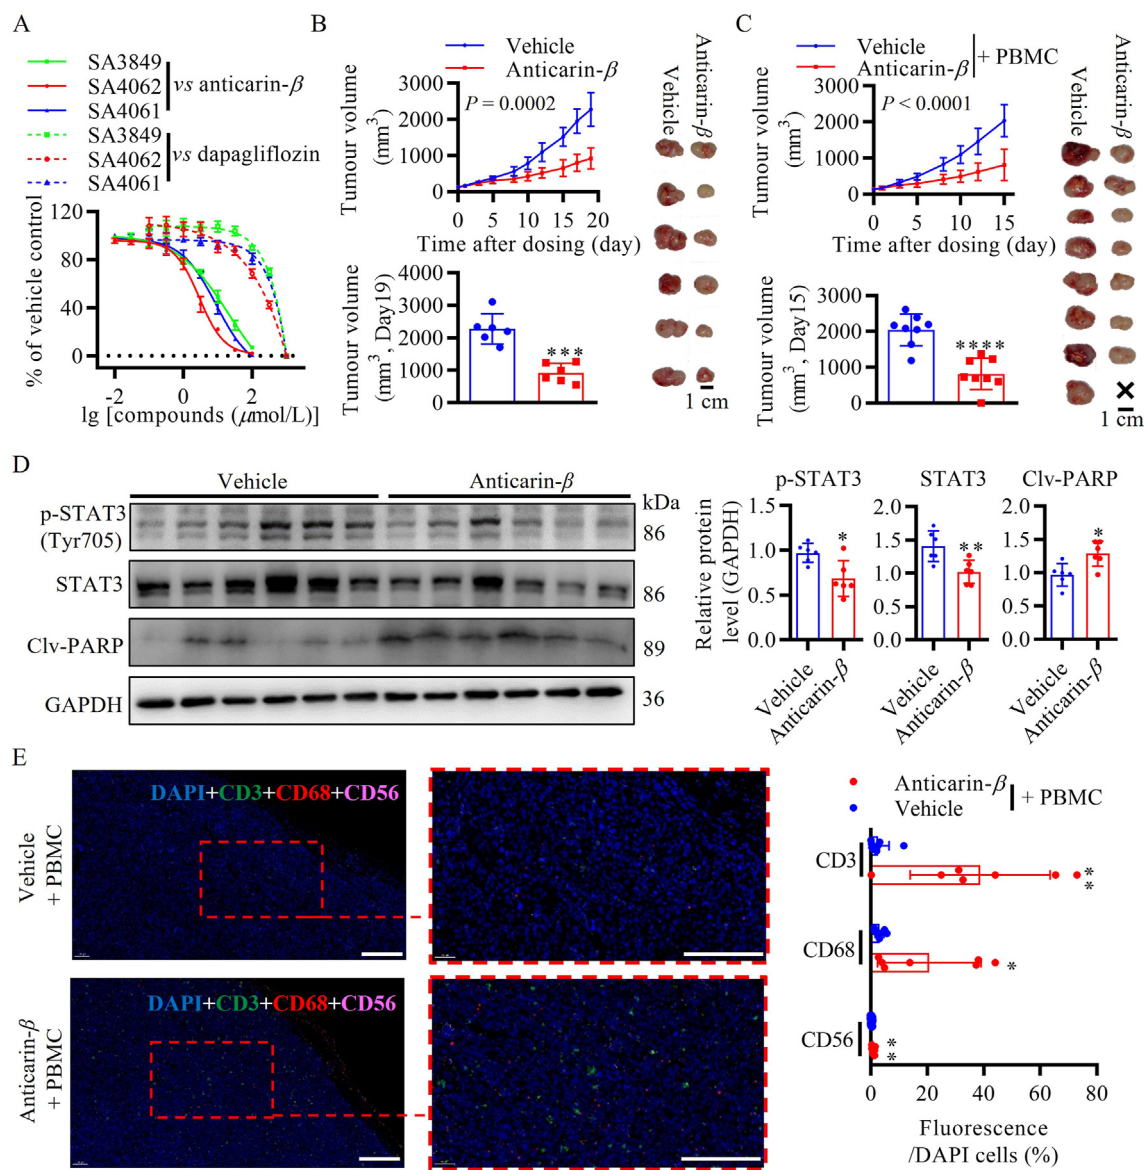 A
SA3849
SA4062
SA4061
vs anticarin-β
SA3849
SA4062
SA4061
vs dapagliflozin
% of vehicle control
120
80
40
0
-2 0 2 4
lg [compounds (μmol/L)]
B
Vehicle
Anticarin-β
P = 0.0002
Tumour volume
(mm³)
3000
2000
1000
0
0 5 10 15 20
Time after dosing (day)
Tumour volume
(mm³, Day19)
4000
3000
2000
1000
0
***
Vehicle
Anticarin-β
1 cm
C
Vehicle
Anticarin-β
+ PBMC
P < 0.0001
Tumour volume
(mm³)
3000
2000
1000
0
0 5 10 15
Time after dosing (day)
Tumour volume
(mm³, Day15)
3000
2000
1000
0
****
Vehicle
Anticarin-β
1 cm
D
Vehicle
Anticarin-β
kDa
p-STAT3
(Tyr705)
86
STAT3
86
Clv-PARP
89
GAPDH
36
Relative protein
level (GAPDH)
p-STAT3
1.5
1.0
0.5
0.0
*
Vehicle
Anticarin-β
STAT3
2.0
1.5
1.0
0.5
0.0
**
Vehicle
Anticarin-β
Clv-PARP
2.0
1.5
1.0
0.5
0.0
*
Vehicle
Anticarin-β
E
Vehicle
+ PBMC
DAPI+CD3+CD68+CD56
Anticarin-β
+ PBMC
DAPI+CD3+CD68+CD56
Anticarin-β
Vehicle
+ PBMC
CD3
**
CD68
*
CD56
**
0 20 40 60 80
Fluorescence
/DAPI cells (%)